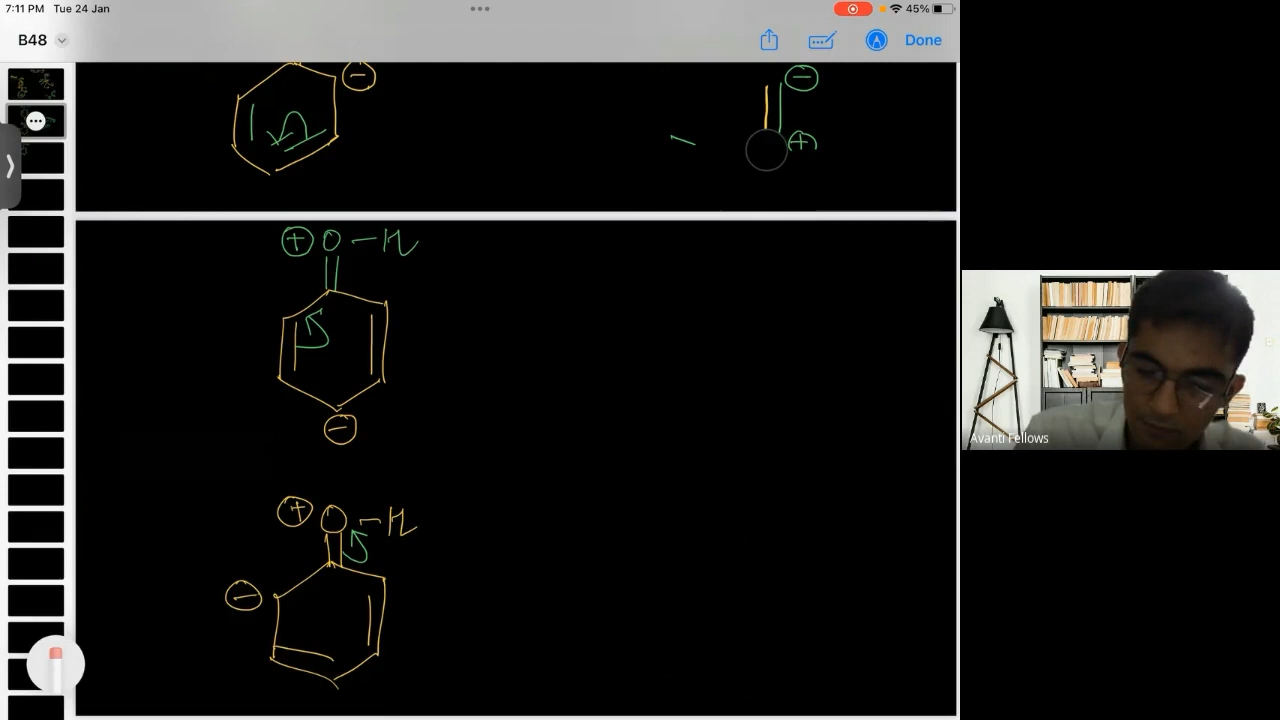 7:11 PM Tue 24 Jan
45%
B48
Done
−
−
+
+ O – H
−
+ O – H
−
Avanti Fellows